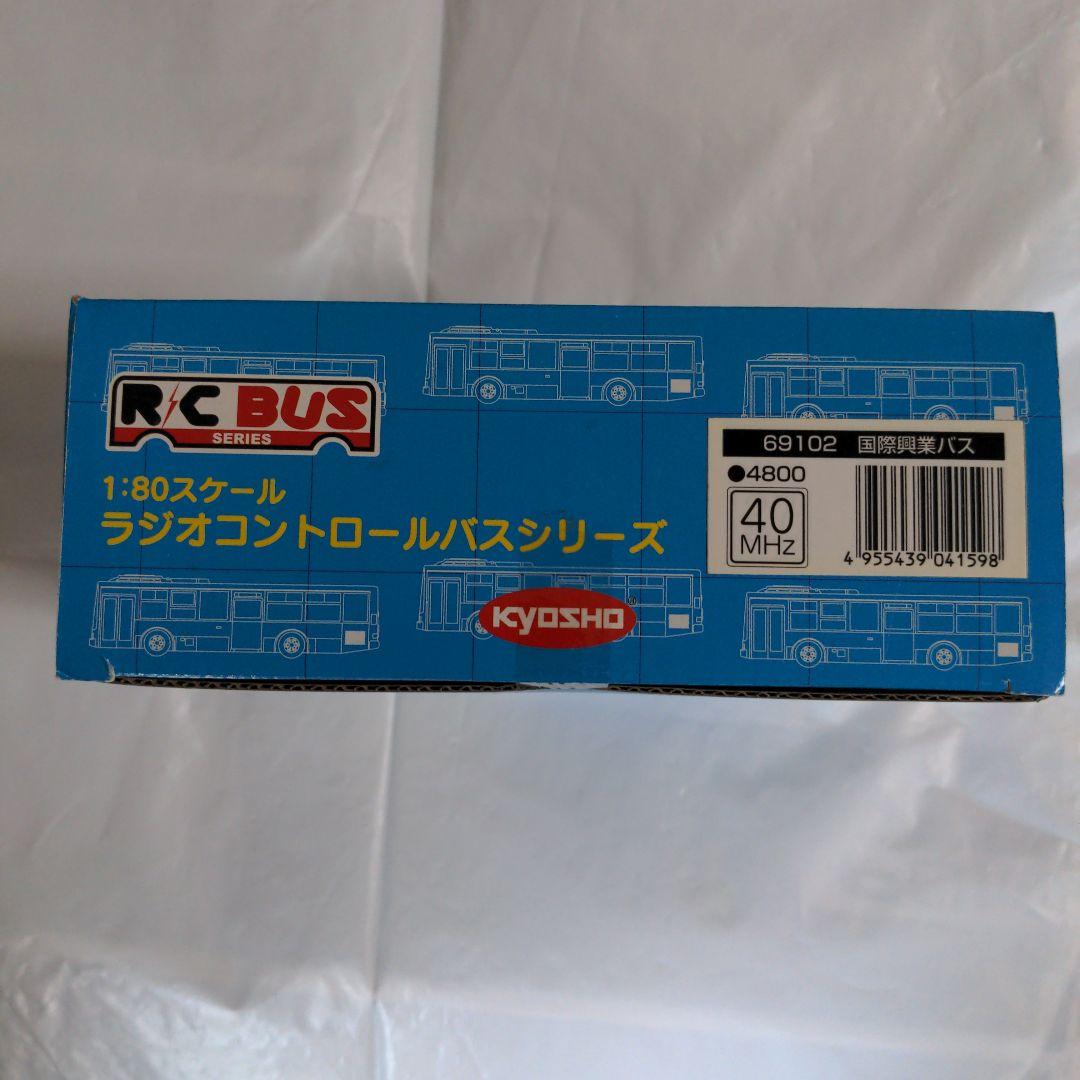 R/C BUS
SERIES
1:80スケール
ラジオコントロールバスシリーズ
69102 国際興業バス
●4800
40
MHz
4 955439 041598
KYOSHO